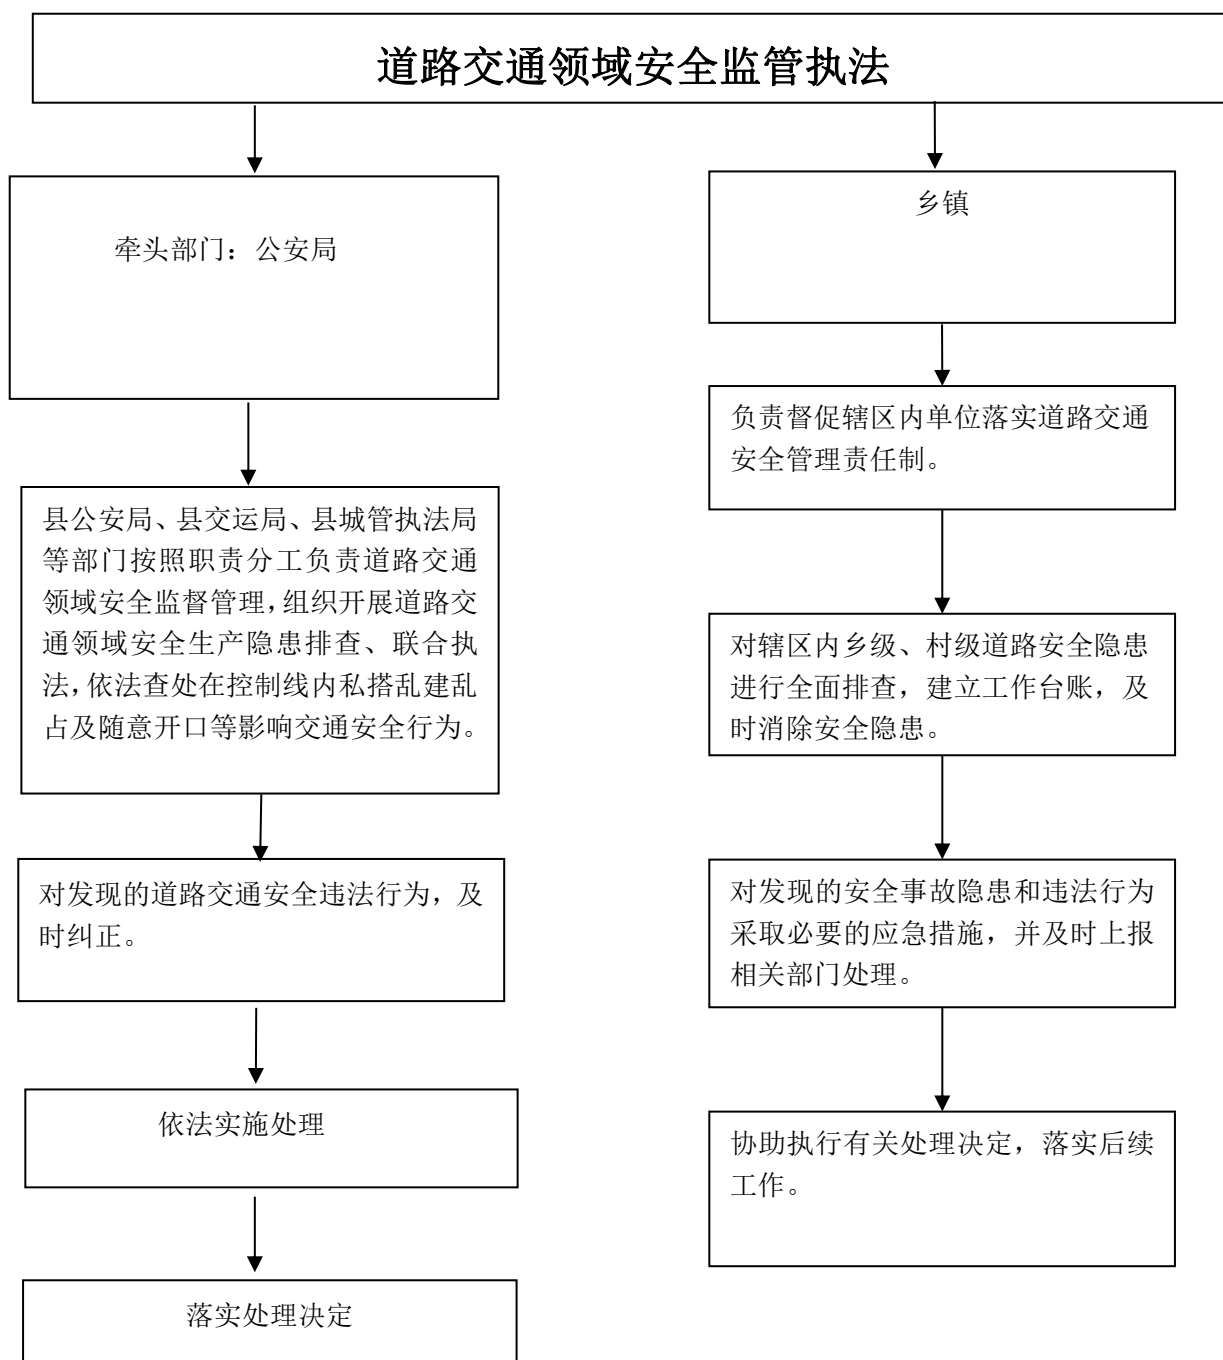 道路交通领域安全监管执法
牵头部门：公安局
县公安局、县交运局、县城管执法局
等部门按照职责分工负责道路交通
领域安全监督管理，组织开展道路交
通领域安全生产隐患排查、联合执
法，依法查处在控制线内私搭乱建乱
占及随意开口等影响交通安全行为。
对发现的道路交通安全违法行为，及
时纠正。
依法实施处理
落实处理决定
乡镇
负责督促辖区内单位落实道路交通
安全管理责任制。
对辖区内乡级、村级道路安全隐患
进行全面排查，建立工作台账，及
时消除安全隐患。
对发现的安全事故隐患和违法行为
采取必要的应急措施，并及时上报
相关部门处理。
协助执行有关处理决定，落实后续
工作。